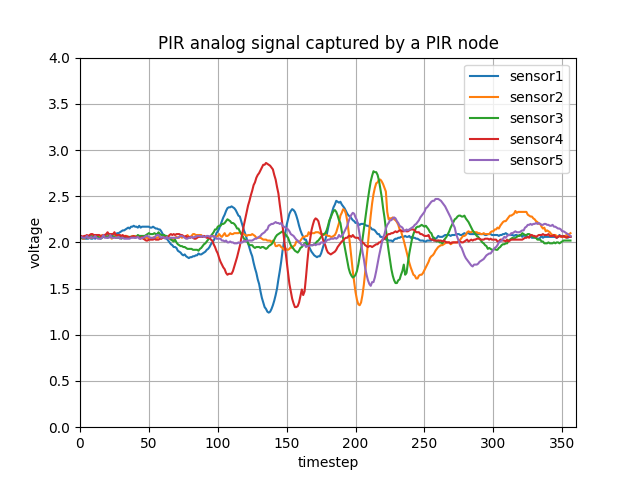 PIR analog signal captured by a PIR node
4.0
3.5
3.0
2.5
2.0
1.5
1.0
0.5
0.0
voltage
sensor1
sensor2
sensor3
sensor4
sensor5
0 50 100 150 200 250 300 350
timestep